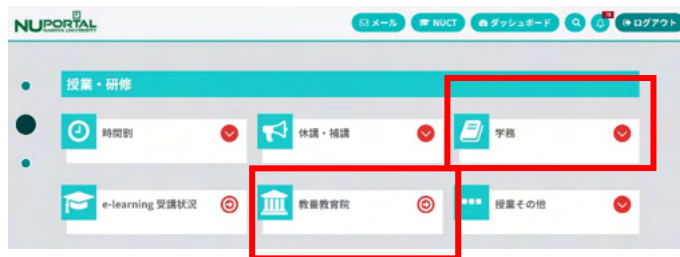 NUPORTAL
NAGOYA UNIVERSITY
メール
NUCT
ダッシュボード
ログアウト
授業・研修
時間割
休講・補講
学務
e-learning 受講状況
教養教育院
授業その他